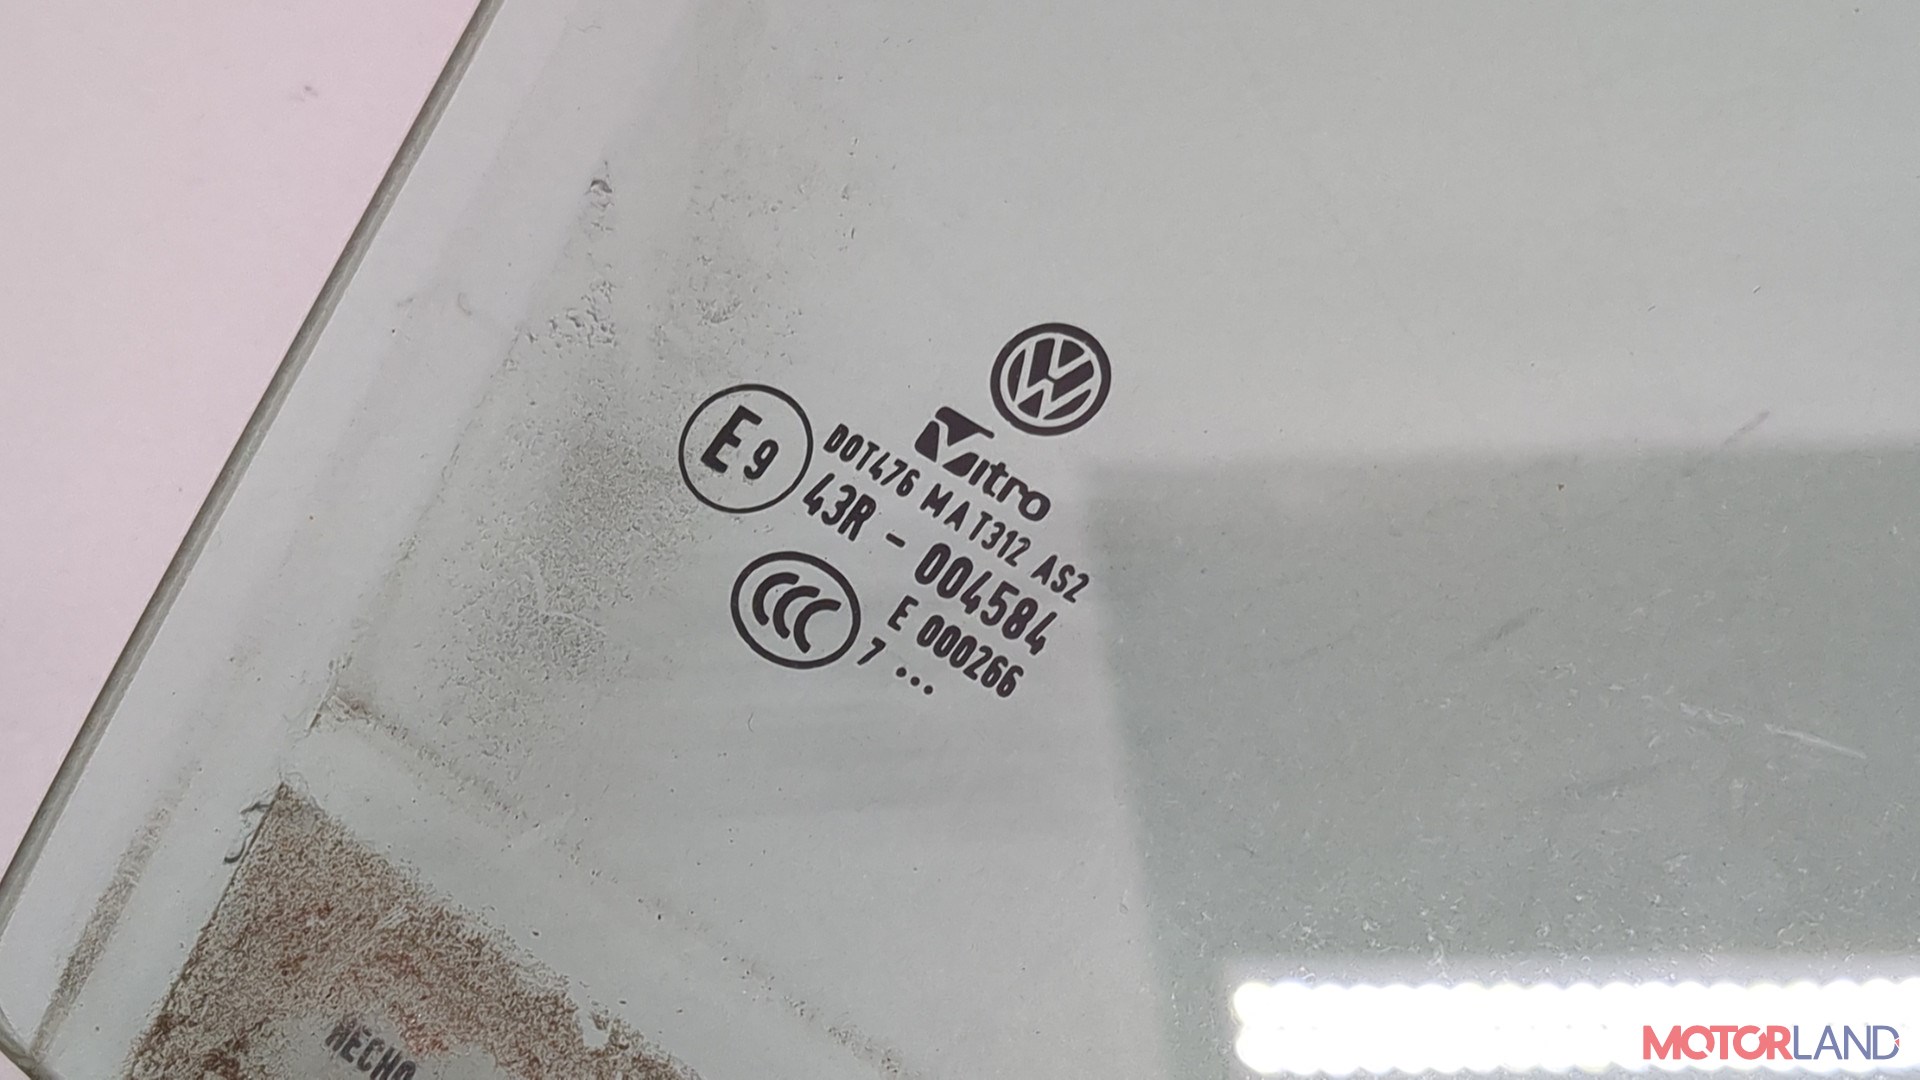 Vitro
E9
DOT476 MAT312 AS2
43R - 004584
CCC
E 000266
7 •••
HECHO
MOTORLAND